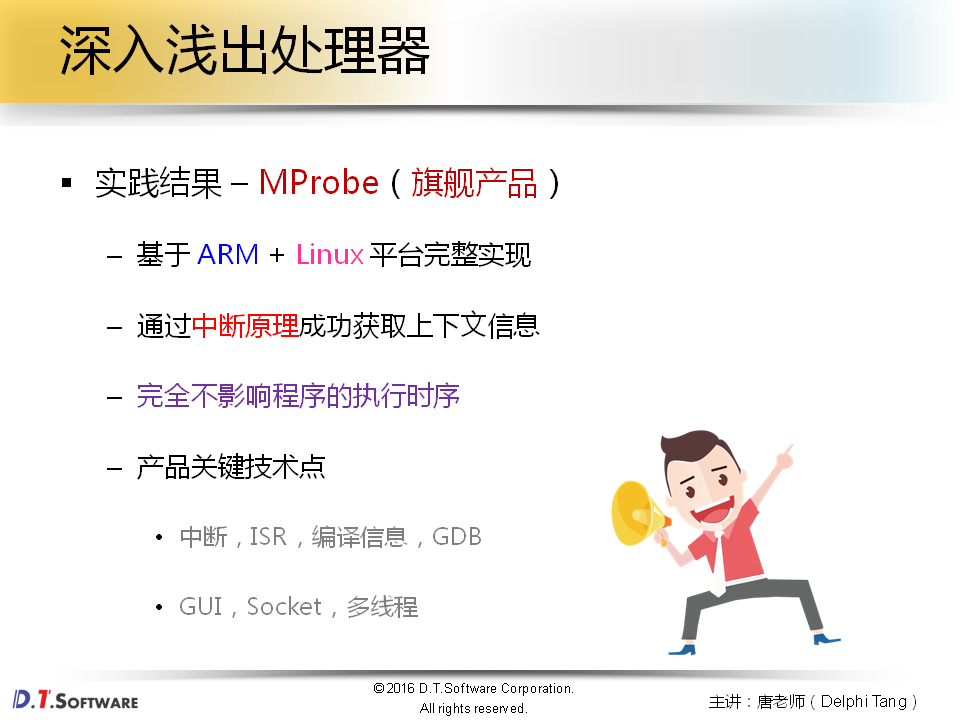 深入浅出处理器
▪ 实践结果 – MProbe（旗舰产品）
– 基于 ARM + Linux 平台完整实现
– 通过中断原理成功获取上下文信息
– 完全不影响程序的执行时序
– 产品关键技术点
• 中断，ISR，编译信息，GDB
• GUI，Socket，多线程
D.T.SOFTWARE
©2016 D.T.Software Corporation.
All rights reserved.
主讲：唐老师（Delphi Tang）